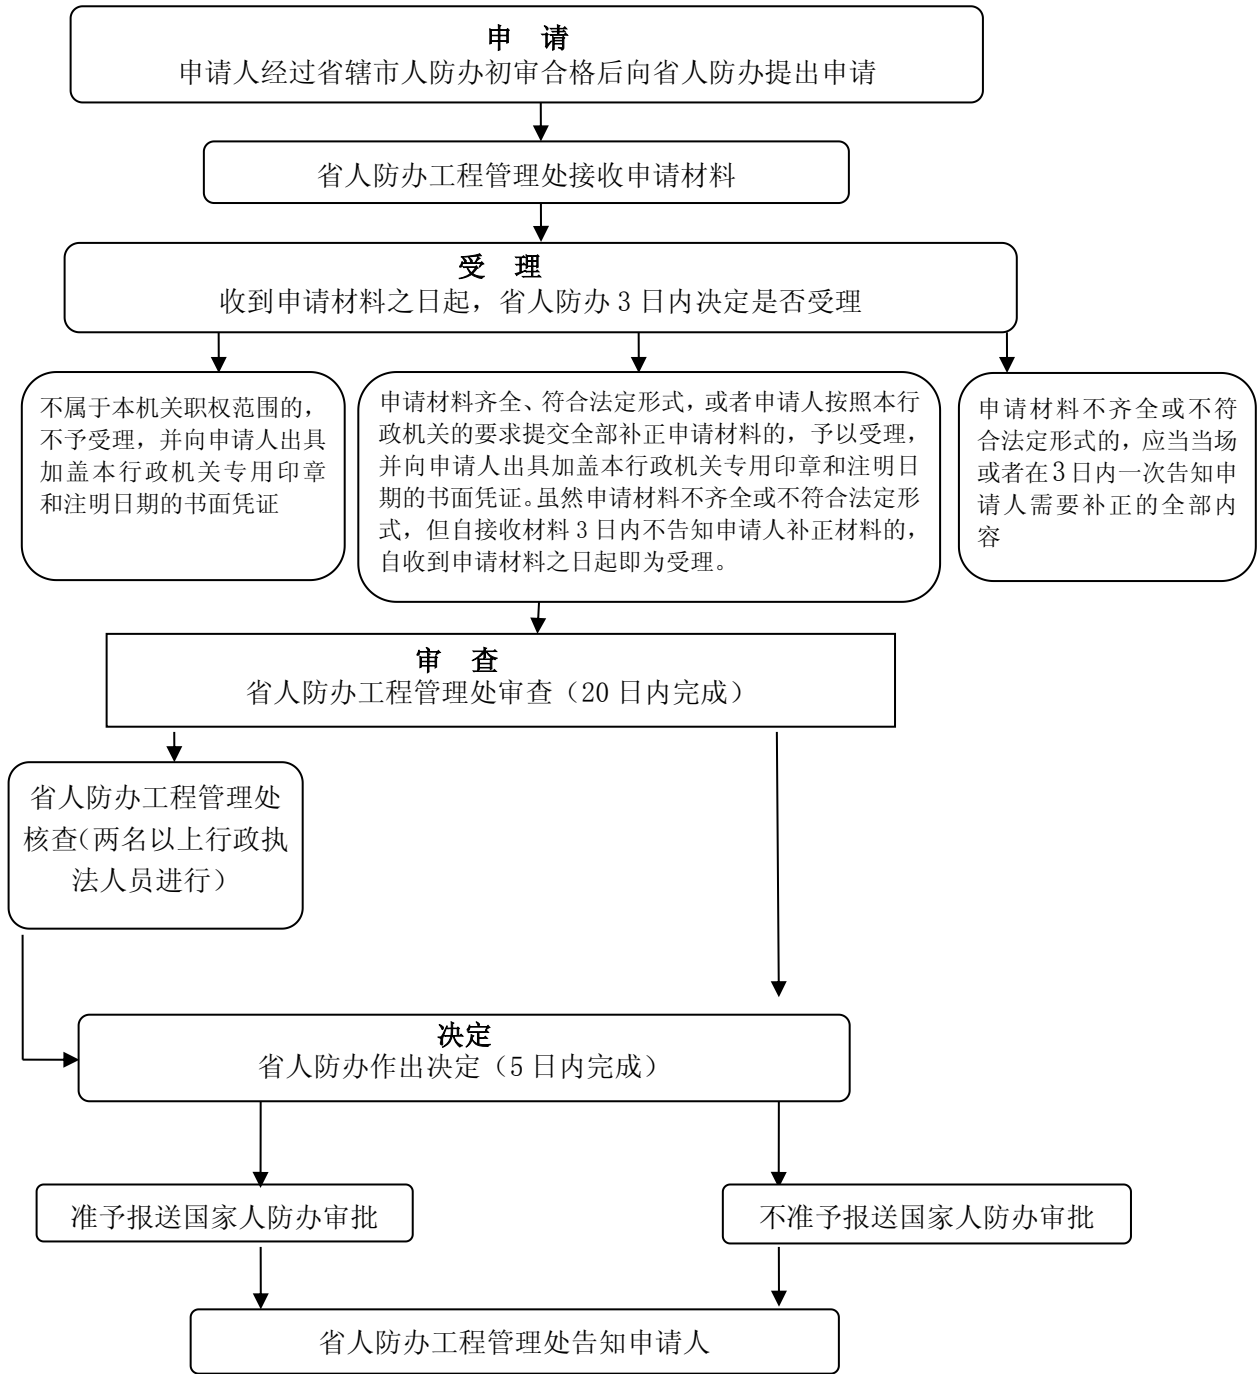 申　请
申请人经过省辖市人防办初审合格后向省人防办提出申请
省人防办工程管理处接收申请材料
受　理
收到申请材料之日起，省人防办 3 日内决定是否受理
不属于本机关职权范围的，
不予受理，并向申请人出具
加盖本行政机关专用印章
和注明日期的书面凭证
申请材料齐全、符合法定形式，或者申请人按照本行
政机关的要求提交全部补正申请材料的，予以受理，
并向申请人出具加盖本行政机关专用印章和注明日
期的书面凭证。虽然申请材料不齐全或不符合法定形
式，但自接收材料 3 日内不告知申请人补正材料的，
自收到申请材料之日起即为受理。
申请材料不齐全或不符
合法定形式的，应当当场
或者在3日内一次告知申
请人需要补正的全部内
容
审　查
省人防办工程管理处审查（20 日内完成）
省人防办工程管理处
核查（两名以上行政执
法人员进行）
决定
省人防办作出决定（5 日内完成）
准予报送国家人防办审批
不准予报送国家人防办审批
省人防办工程管理处告知申请人